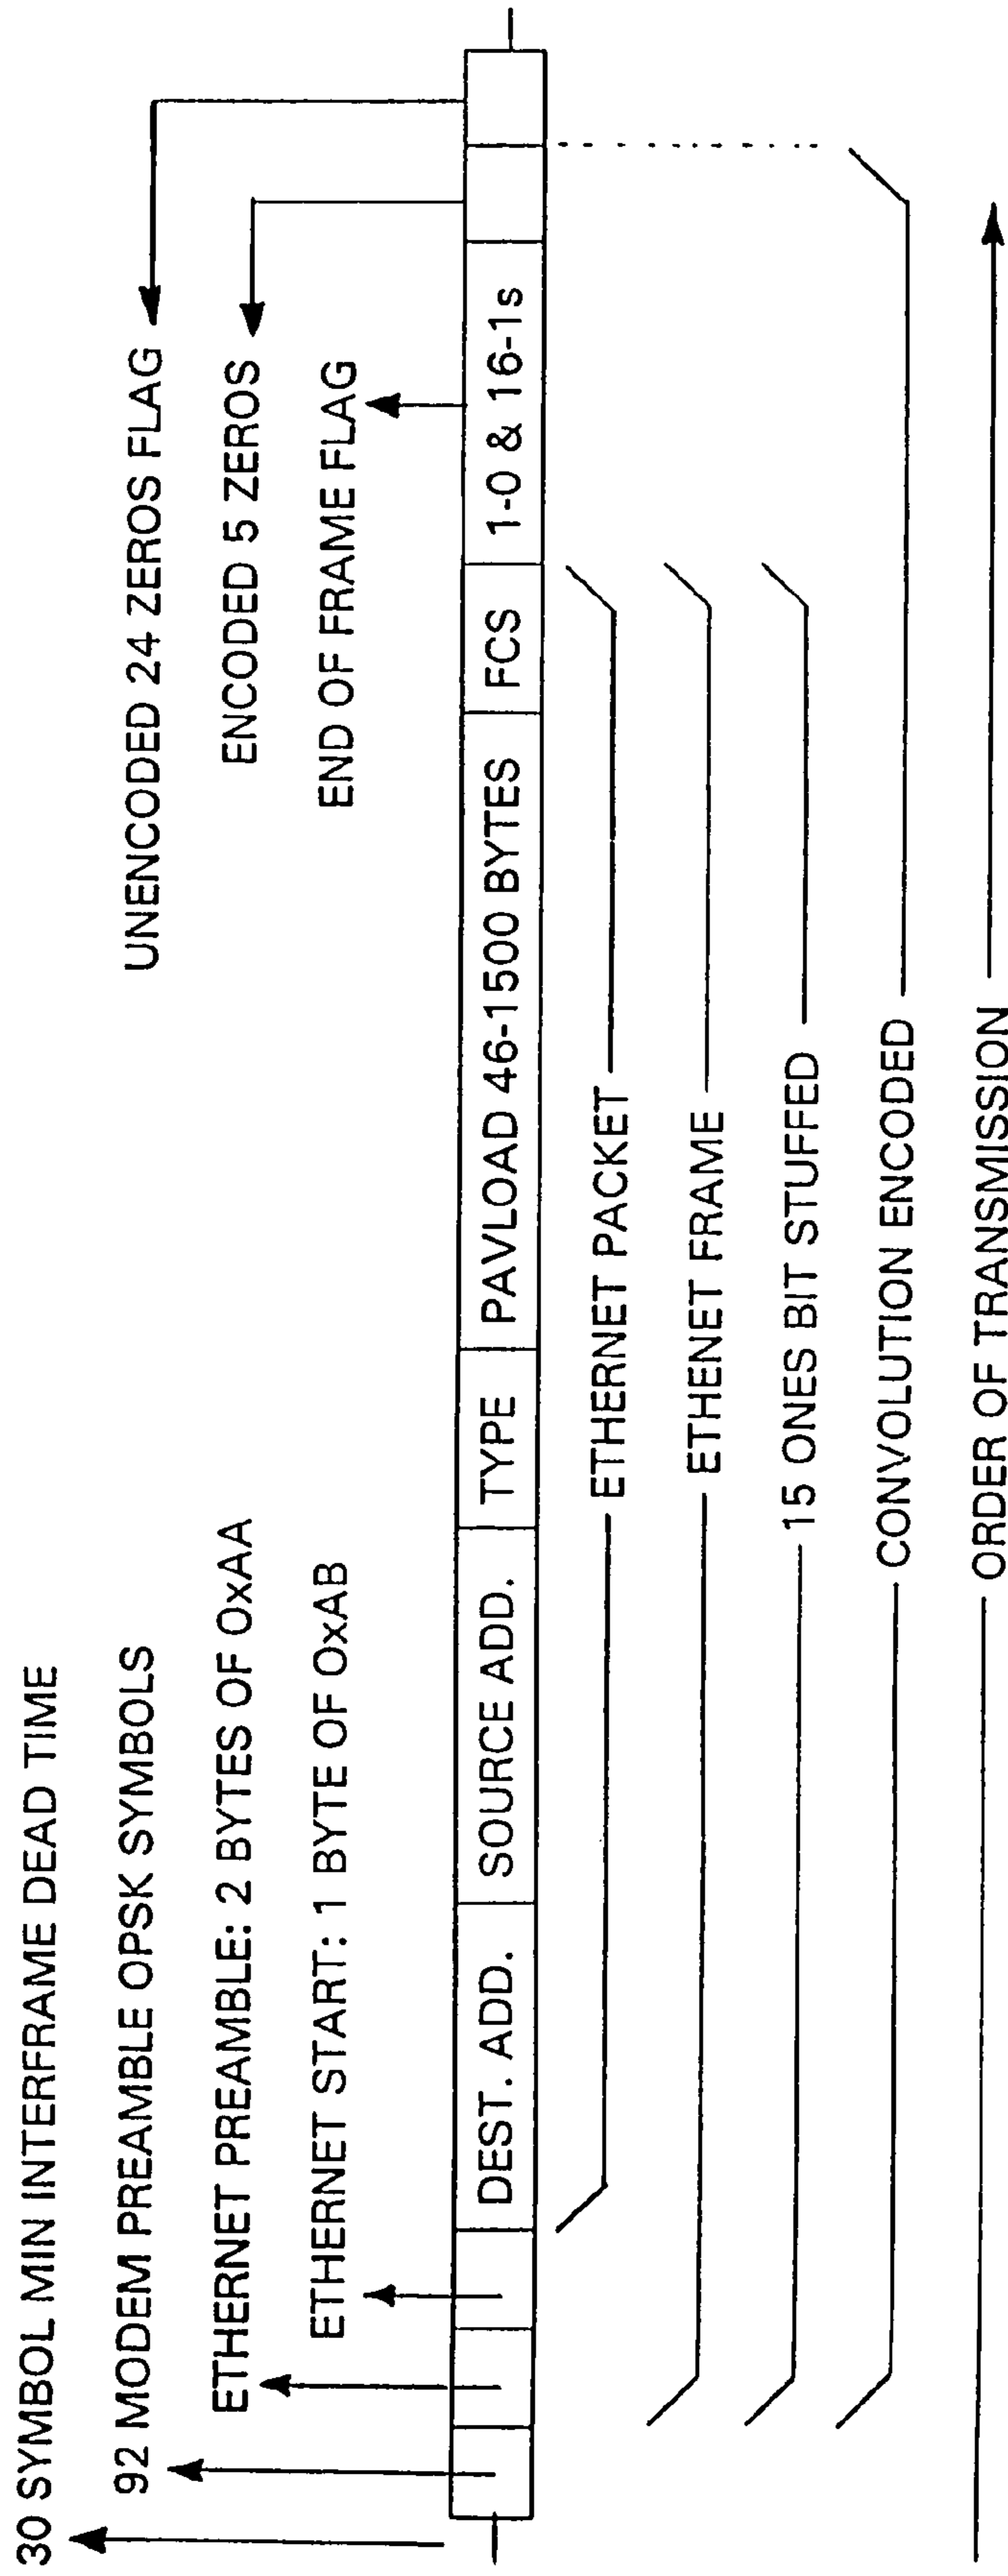 30 SYMBOL MIN INTERFRAME DEAD TIME
92 MODEM PREAMBLE OPSK SYMBOLS
UNENCODED 24 ZEROS FLAG
ETHERNET PREAMBLE: 2 BYTES OF 0xAA
ENCODED 5 ZEROS
ETHERNET START: 1 BYTE OF 0xAB
END OF FRAME FLAG
DEST. ADD. SOURCE ADD. TYPE PAVLOAD 46-1500 BYTES FCS 1-0 & 16-1s
ETHERNET PACKET
ETHENET FRAME
15 ONES BIT STUFFED
CONVOLUTION ENCODED
ORDER OF TRANSMISSION